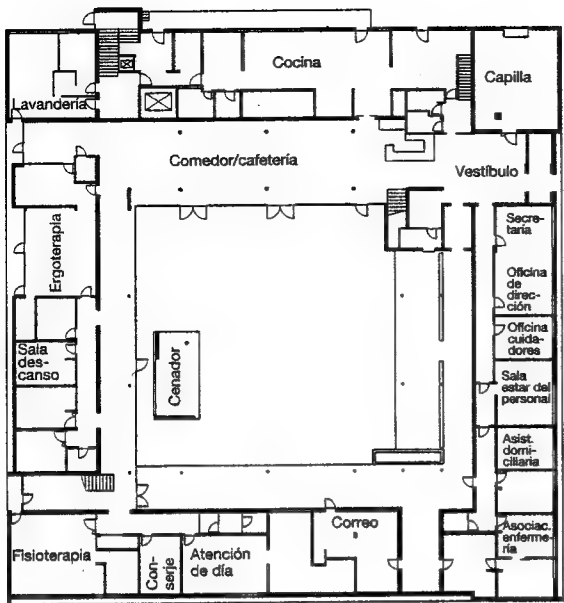 Cocina
Capilla
Lavandería
Comedor/cafetería
Vestíbulo
Secre-
taría
Ergoterapia
Oficina
de
direc-
ción
Oficina
cuida-
dores
Sala
des-
canso
Cenador
Sala
estar del
personal
Asist.
domi-
ciliaria
Fisioterapia
Con-
serje
Atención
de día
Correo
Asociac.
enferme-
ría